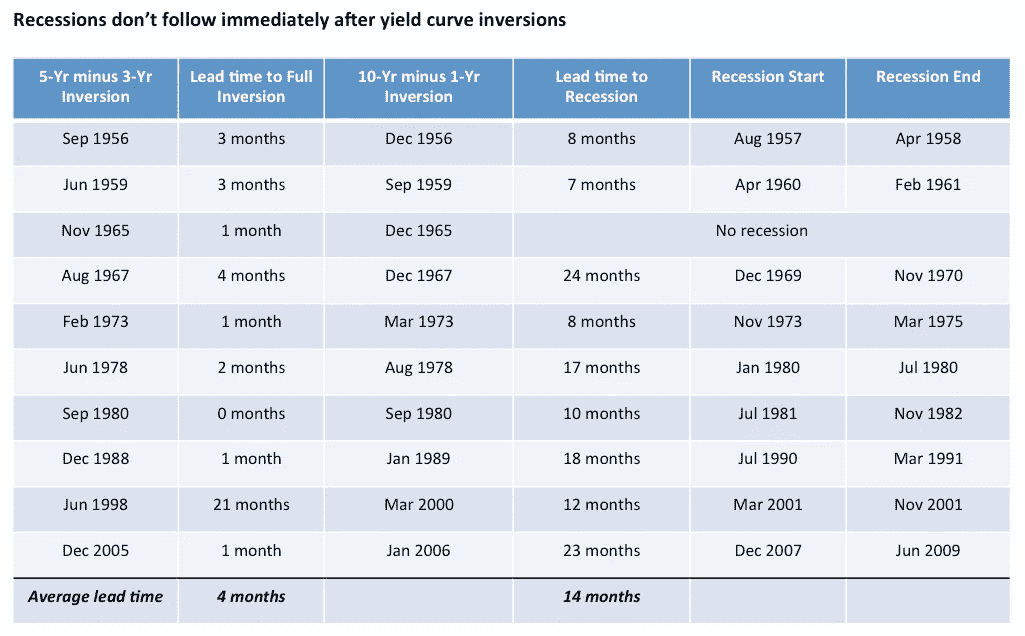 Recessions don’t follow immediately after yield curve inversions
5-Yr minus 3-Yr Inversion Lead time to Full Inversion 10-Yr minus 1-Yr Inversion Lead time to Recession Recession Start Recession End
Sep 1956 3 months Dec 1956 8 months Aug 1957 Apr 1958
Jun 1959 3 months Sep 1959 7 months Apr 1960 Feb 1961
Nov 1965 1 month Dec 1965 No recession
Aug 1967 4 months Dec 1967 24 months Dec 1969 Nov 1970
Feb 1973 1 month Mar 1973 8 months Nov 1973 Mar 1975
Jun 1978 2 months Aug 1978 17 months Jan 1980 Jul 1980
Sep 1980 0 months Sep 1980 10 months Jul 1981 Nov 1982
Dec 1988 1 month Jan 1989 18 months Jul 1990 Mar 1991
Jun 1998 21 months Mar 2000 12 months Mar 2001 Nov 2001
Dec 2005 1 month Jan 2006 23 months Dec 2007 Jun 2009
Average lead time 4 months 14 months